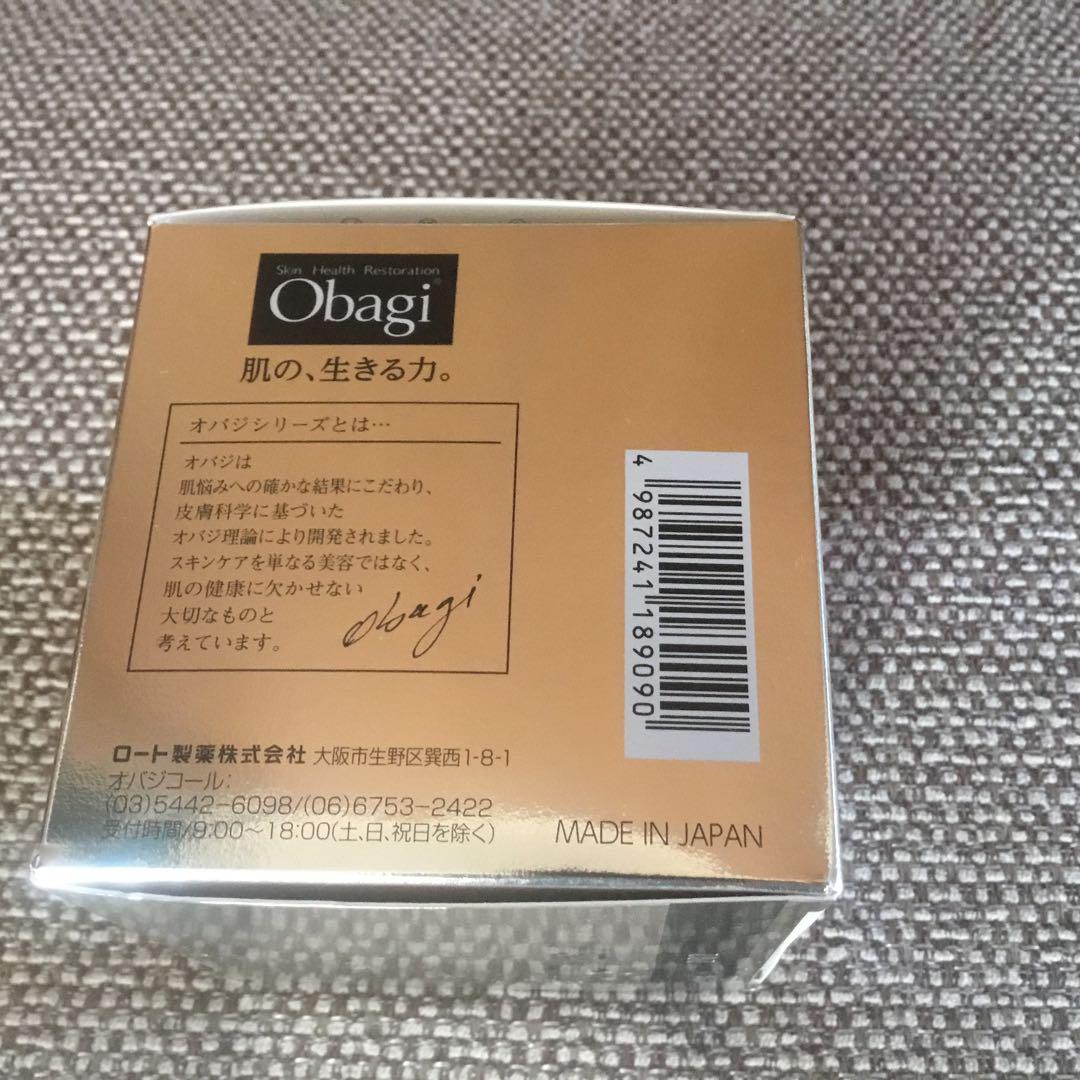 Skin Health Restoration
Obagi®
肌の、生きる力。
オバジシリーズとは…
オバジは
肌悩みへの確かな結果にこだわり、
皮膚科学に基づいた
オバジ理論により開発されました。
スキンケアを単なる美容ではなく、
肌の健康に欠かせない
大切なものと
考えています。
Obagi
4 987241 189090
ロート製薬株式会社 大阪市生野区巽西1-8-1
オバジコール:
(03)5442-6098/(06)6753-2422
受付時間/9:00〜18:00(土、日、祝日を除く)
MADE IN JAPAN